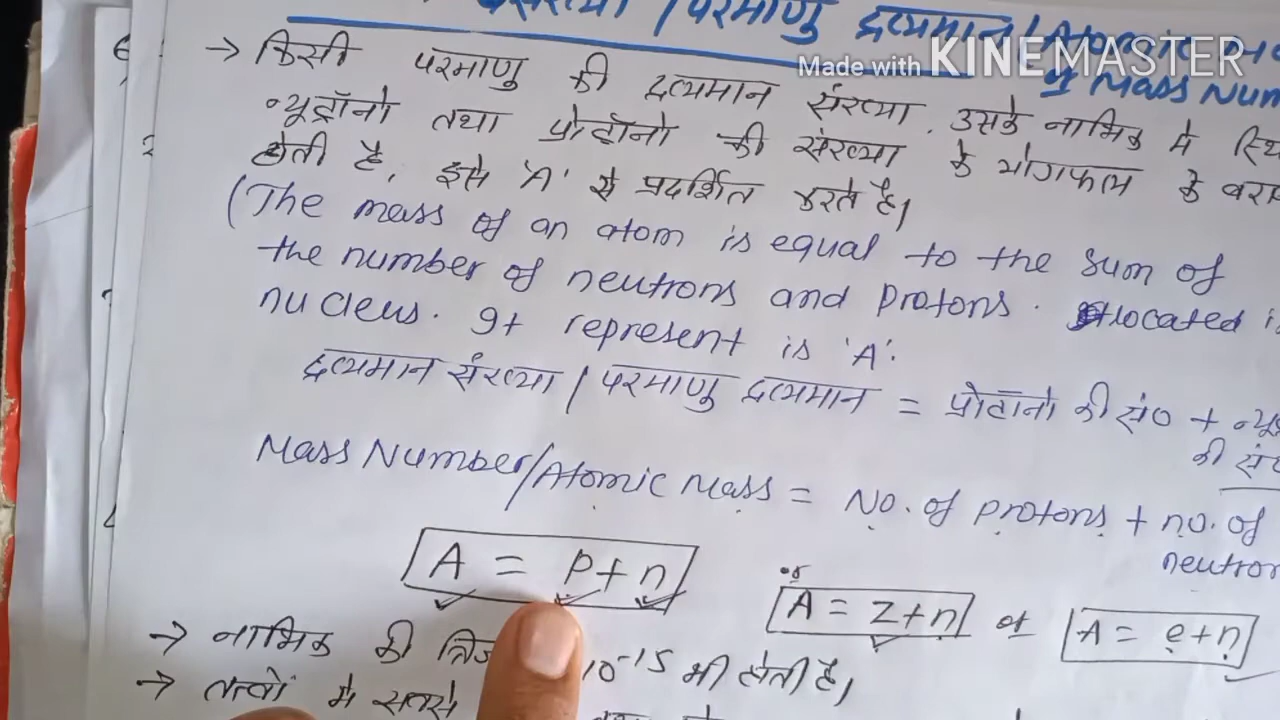 परमाणु द्रव्यमान / Atomic
Made with KINEMASTER
Mass Num
→ किसी परमाणु की द्रव्यमान संख्या, उसके नाभिक मे
न्यूट्रॉनो तथा प्रोट्रॉनो की संख्या के योगफल के
होती है, इसे 'A' से प्रदर्शित करते है।
(The mass of an atom is equal to the sum of
the number of neutrons and protons. located
nucleus. It represent is 'A'.
द्रव्यमान संख्या / परमाणु द्रव्यमान = प्रोटॉनो की सं० +
की
Mass Number/Atomic Mass = No. of protons + no. of
neutron
A = p+n or A = z+n or A = e+n
→ नाभिक की 10⁻¹⁵ भी होती है।
→ तत्वों मे सबसे